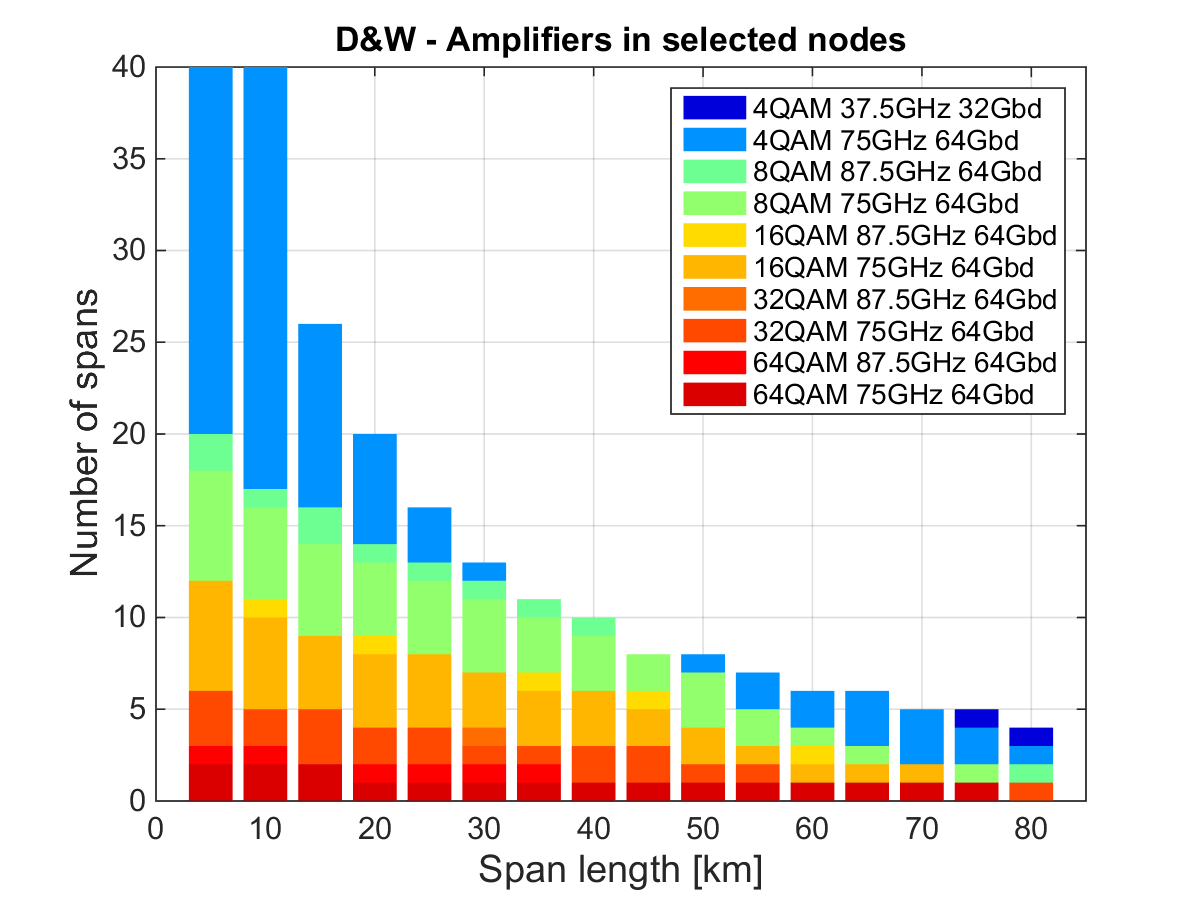 D&W - Amplifiers in selected nodes
40
35
30
25
20
15
10
5
0
Number of spans
4QAM 37.5GHz 32Gbd
4QAM 75GHz 64Gbd
8QAM 87.5GHz 64Gbd
8QAM 75GHz 64Gbd
16QAM 87.5GHz 64Gbd
16QAM 75GHz 64Gbd
32QAM 87.5GHz 64Gbd
32QAM 75GHz 64Gbd
64QAM 87.5GHz 64Gbd
64QAM 75GHz 64Gbd
0 10 20 30 40 50 60 70 80
Span length [km]